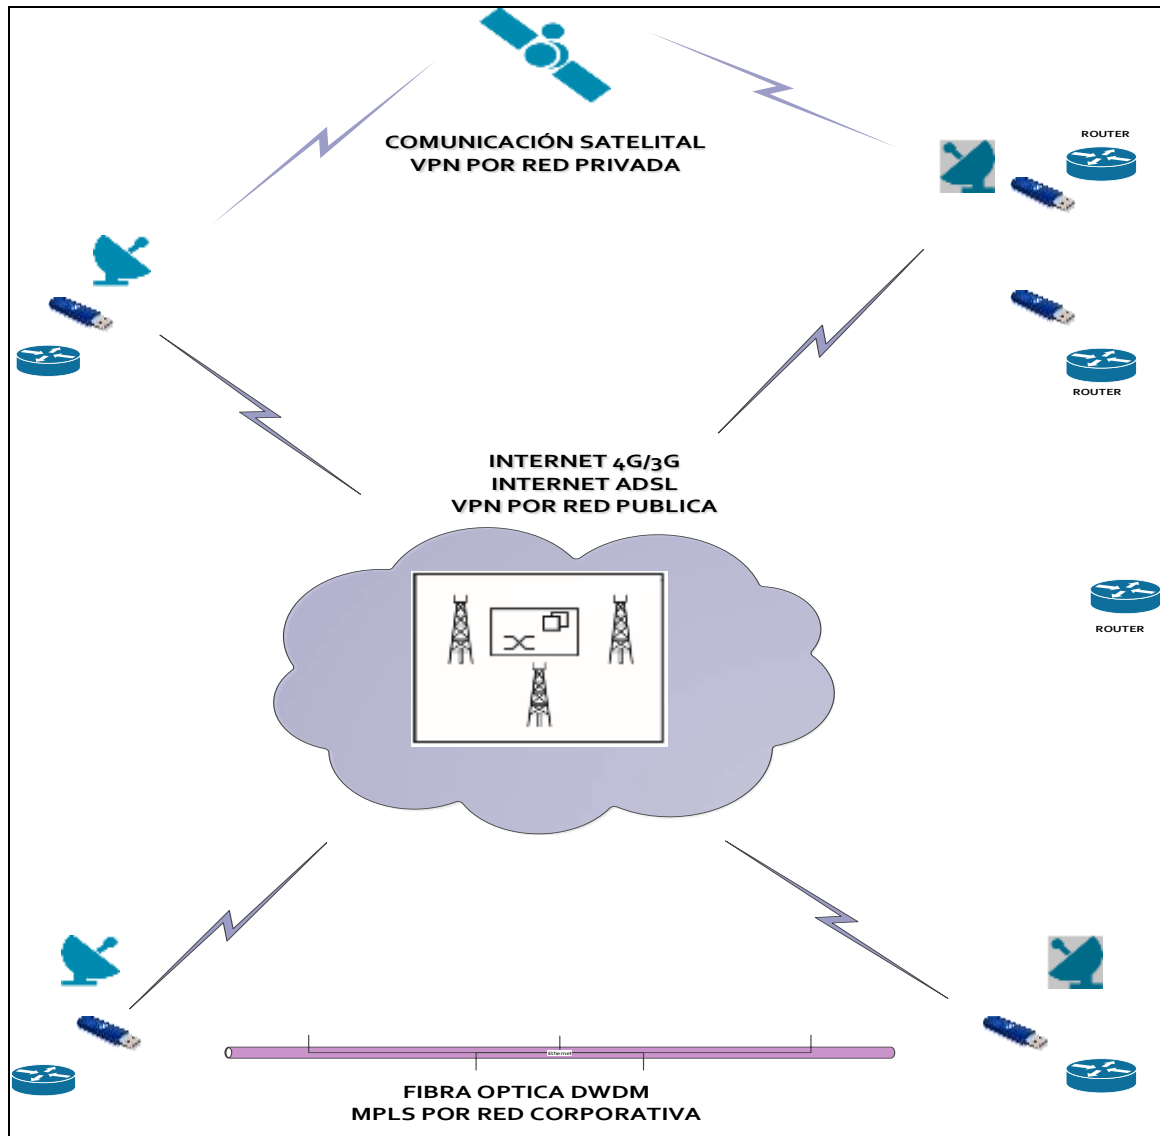 COMUNICACIÓN SATELITAL
VPN POR RED PRIVADA
ROUTER
ROUTER
INTERNET 4G/3G
INTERNET ADSL
VPN POR RED PUBLICA
ROUTER
Ethernet
FIBRA OPTICA DWDM
MPLS POR RED CORPORATIVA